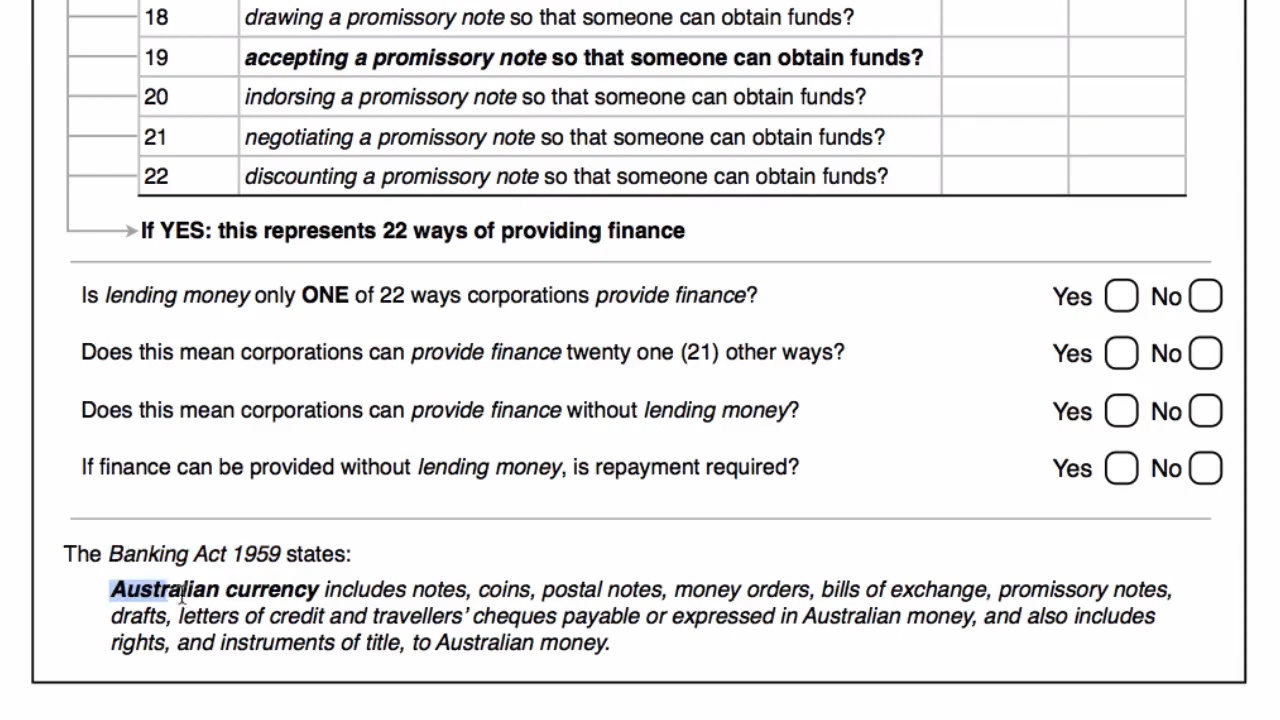 18 drawing a promissory note so that someone can obtain funds?
19 accepting a promissory note so that someone can obtain funds?
20 indorsing a promissory note so that someone can obtain funds?
21 negotiating a promissory note so that someone can obtain funds?
22 discounting a promissory note so that someone can obtain funds?
If YES: this represents 22 ways of providing finance
Is lending money only ONE of 22 ways corporations provide finance? Yes No
Does this mean corporations can provide finance twenty one (21) other ways? Yes No
Does this mean corporations can provide finance without lending money? Yes No
If finance can be provided without lending money, is repayment required? Yes No
The Banking Act 1959 states:
Australian currency includes notes, coins, postal notes, money orders, bills of exchange, promissory notes,
drafts, letters of credit and travellers' cheques payable or expressed in Australian money, and also includes
rights, and instruments of title, to Australian money.